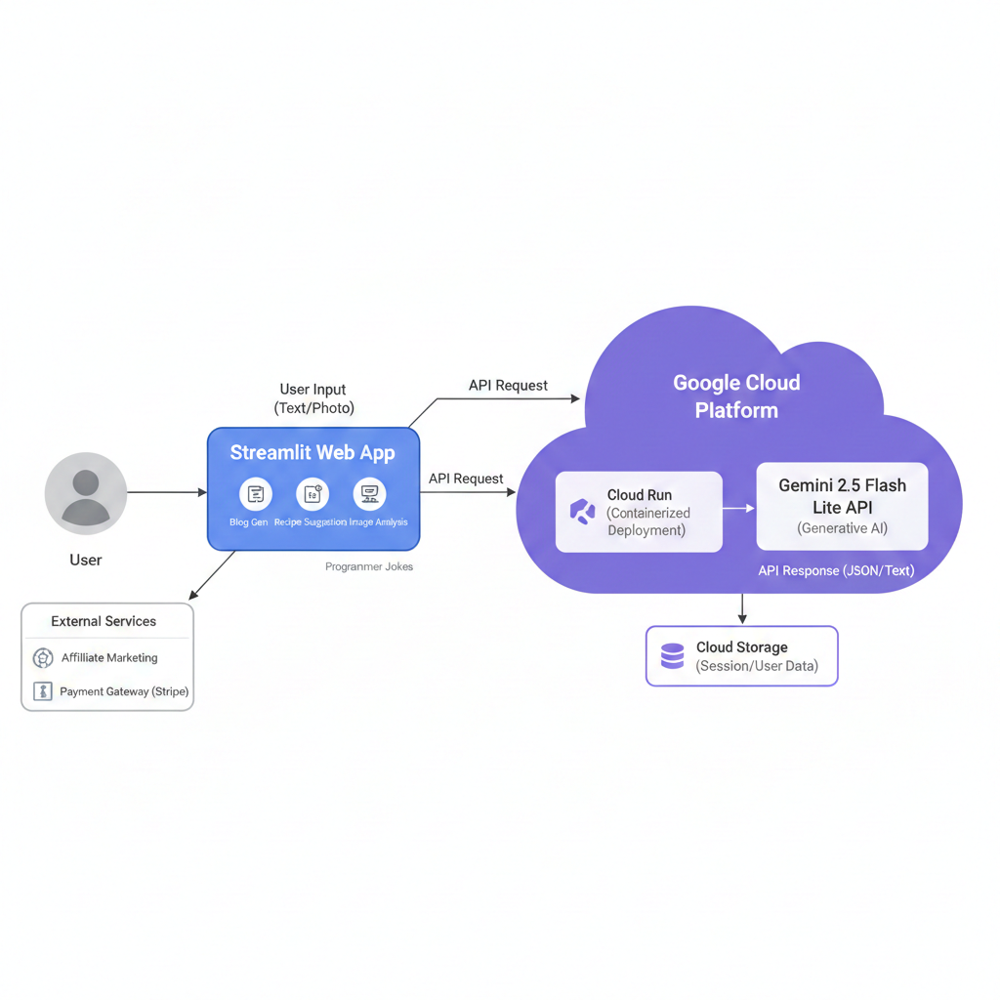 User
User Input
(Text/Photo)
Streamlit Web App
Blog Gen
Recipe Suggestion
Image Analysis
Programmer Jokes
External Services
Affiliate Marketing
Payment Gateway (Stripe)
API Request
API Request
Google Cloud
Platform
Cloud Run
(Containerized
Deployment)
Gemini 2.5 Flash
Lite API
(Generative AI)
API Response (JSON/Text)
Cloud Storage
(Session/User Data)